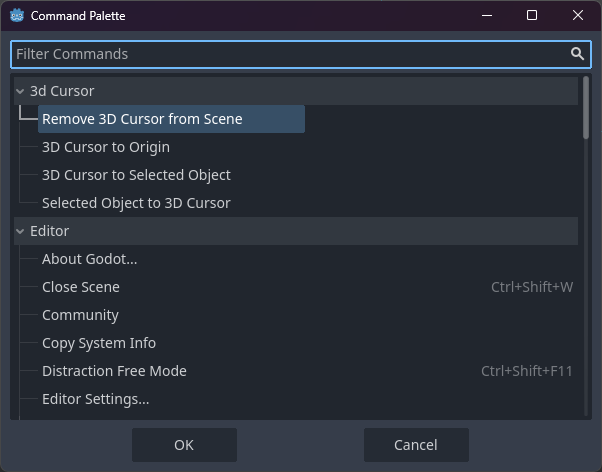 Command Palette
Filter Commands
3d Cursor
Remove 3D Cursor from Scene
3D Cursor to Origin
3D Cursor to Selected Object
Selected Object to 3D Cursor
Editor
About Godot...
Close Scene Ctrl+Shift+W
Community
Copy System Info
Distraction Free Mode Ctrl+Shift+F11
Editor Settings...
OK Cancel